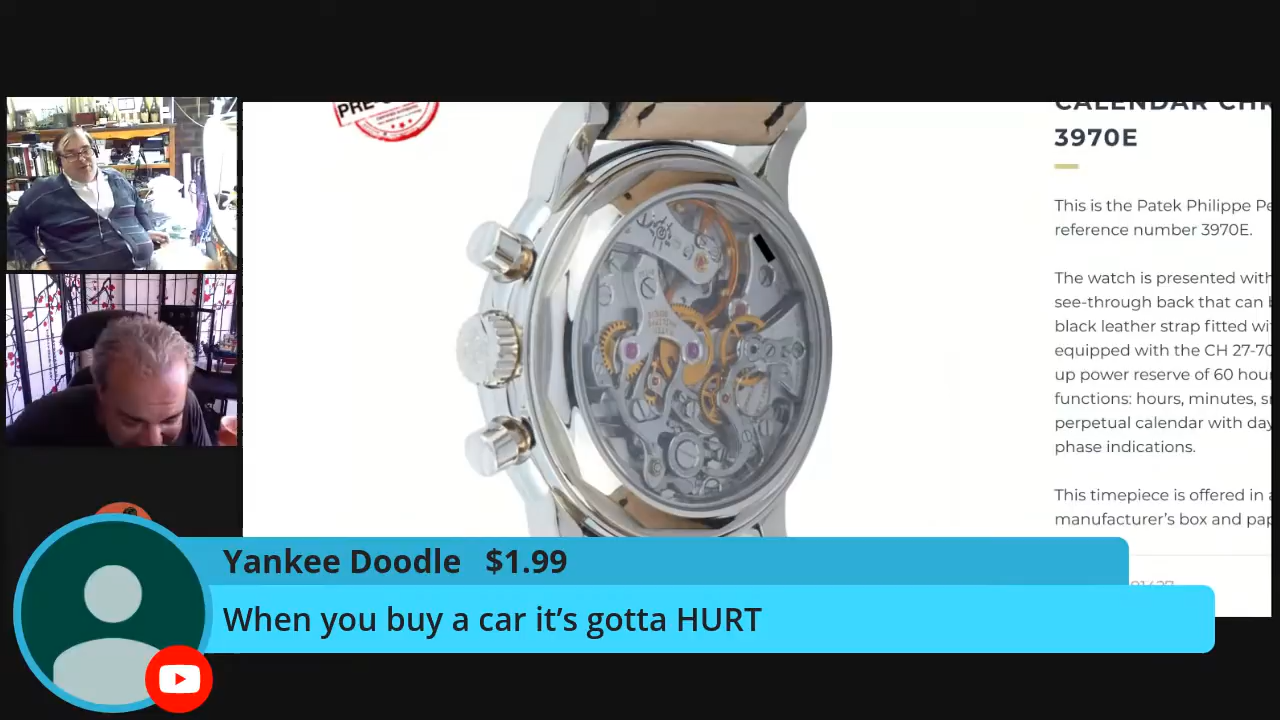 CALENDAR CH
3970E
This is the Patek Philippe Pe
reference number 3970E.
The watch is presented with
see-through back that can
black leather strap fitted wi
equipped with the CH 27-70
up power reserve of 60 hou
functions: hours, minutes, s
perpetual calendar with day
phase indications.
This timepiece is offered in a
manufacturer's box and pap
Yankee Doodle $1.99
When you buy a car it's gotta HURT